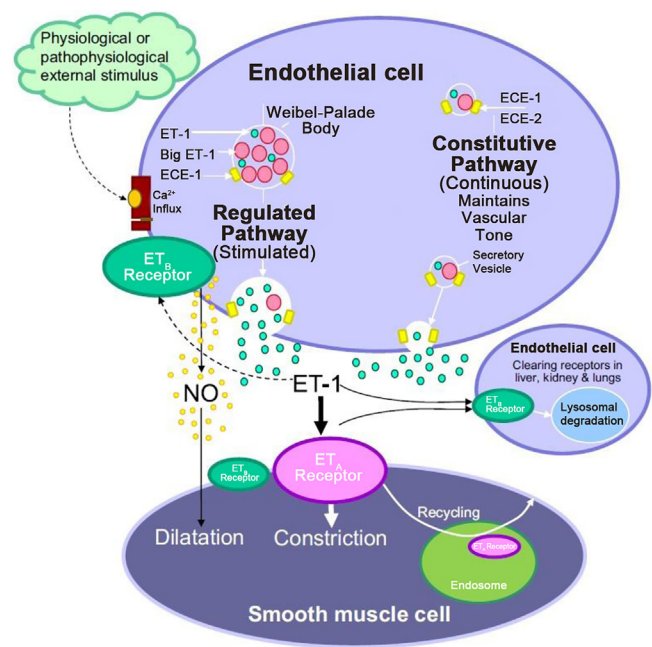 Physiological or
pathophysiological
external stimulus
Endothelial cell
Weibel-Palade
Body
ET-1
Big ET-1
ECE-1
ECE-1
ECE-2
Constitutive
Pathway
(Continuous)
Maintains
Vascular
Tone
Ca2+
Influx
Regulated
Pathway
(Stimulated)
ETB
Receptor
Secretory
Vesicle
NO
ET-1
Endothelial cell
Clearing receptors in
liver, kidney & lungs
ETB
Receptor
Lysosomal
degradation
ETB
Receptor
ETA
Receptor
Dilatation
Constriction
Recycling
ETA Receptor
Endosome
Smooth muscle cell